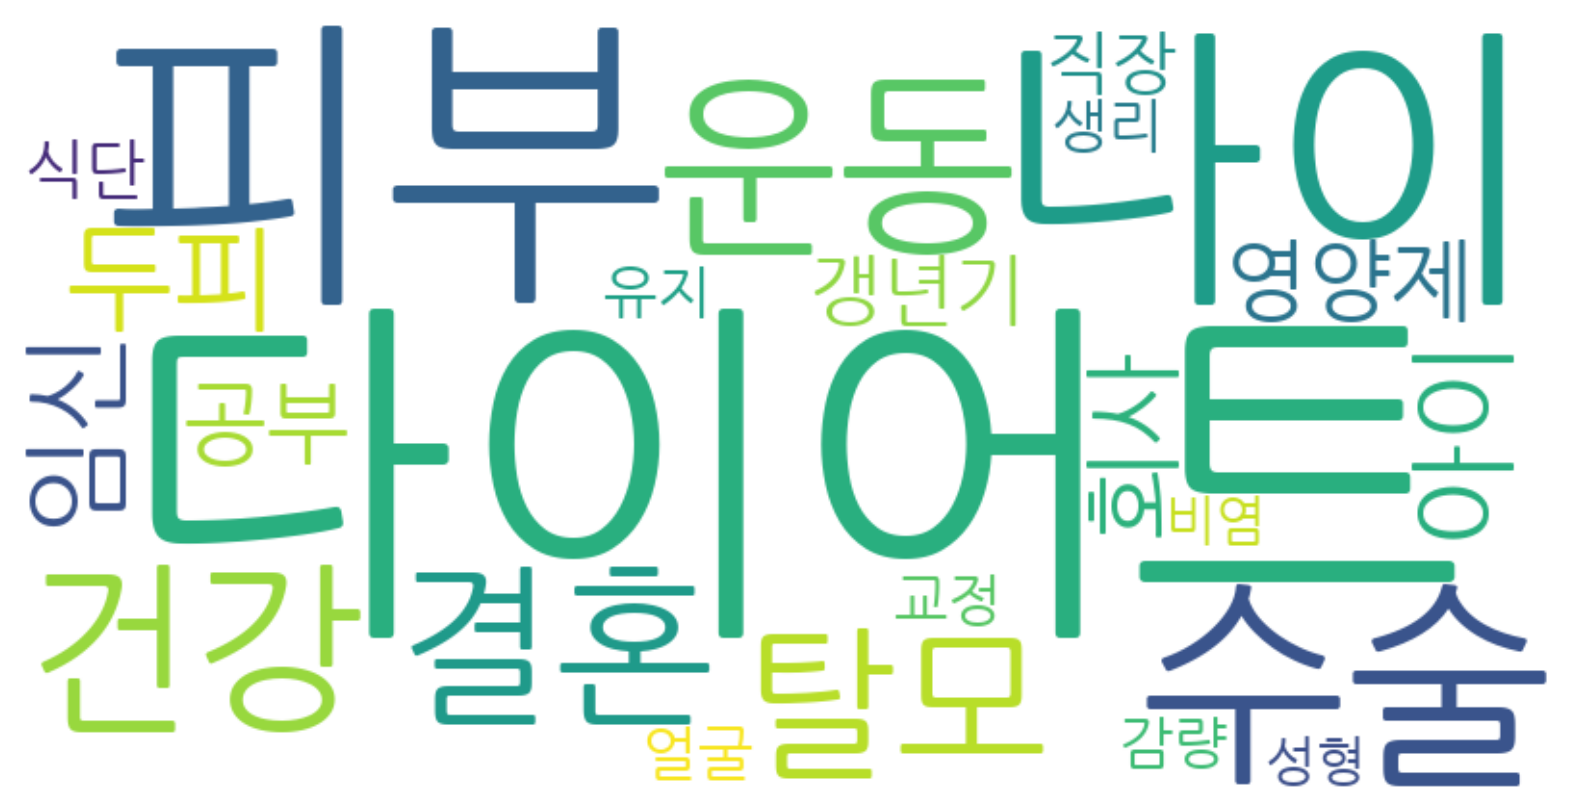 피부
운동
나이
직장
생리
식단
두피
유지
갱년기
영양제
임신
공부
다이어트
회사
아이
비염
건강
결혼
교정
탈모
수술
얼굴
감량
성형